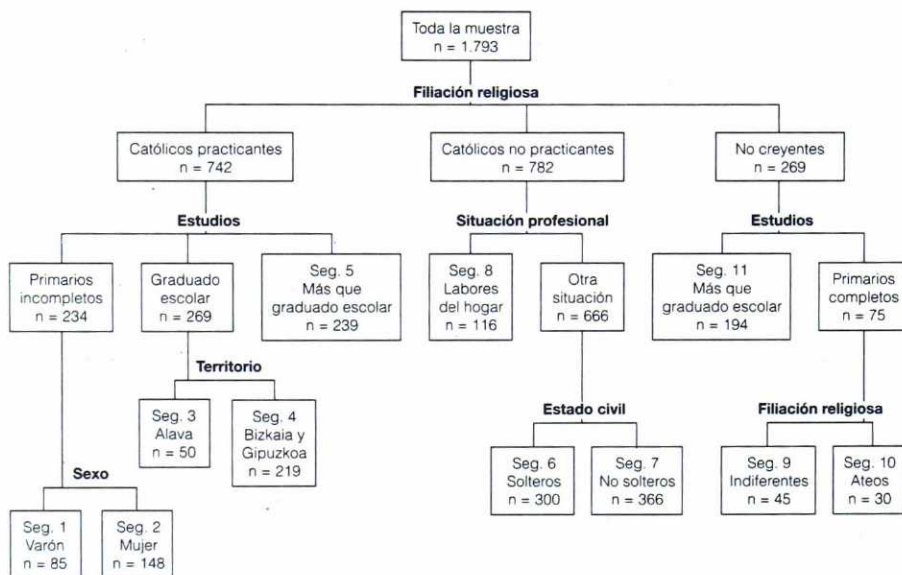 Toda la muestra
n = 1.793
Filiación religiosa
Católicos practicantes
n = 742
Católicos no practicantes
n = 782
No creyentes
n = 269
Estudios
Situación profesional
Estudios
Primarios
incompletos
n = 234
Graduado
escolar
n = 269
Seg. 5
Más que
graduado escolar
n = 239
Seg. 8
Labores
del hogar
n = 116
Otra
situación
n = 666
Seg. 11
Más que
graduado escolar
n = 194
Primarios
completos
n = 75
Territorio
Seg. 3
Alava
n = 50
Seg. 4
Bizkaia y
Gipuzkoa
n = 219
Estado civil
Filiación religiosa
Seg. 6
Solteros
n = 300
Seg. 7
No solteros
n = 366
Seg. 9
Indiferentes
n = 45
Seg. 10
Ateos
n = 30
Sexo
Seg. 1
Varón
n = 85
Seg. 2
Mujer
n = 148